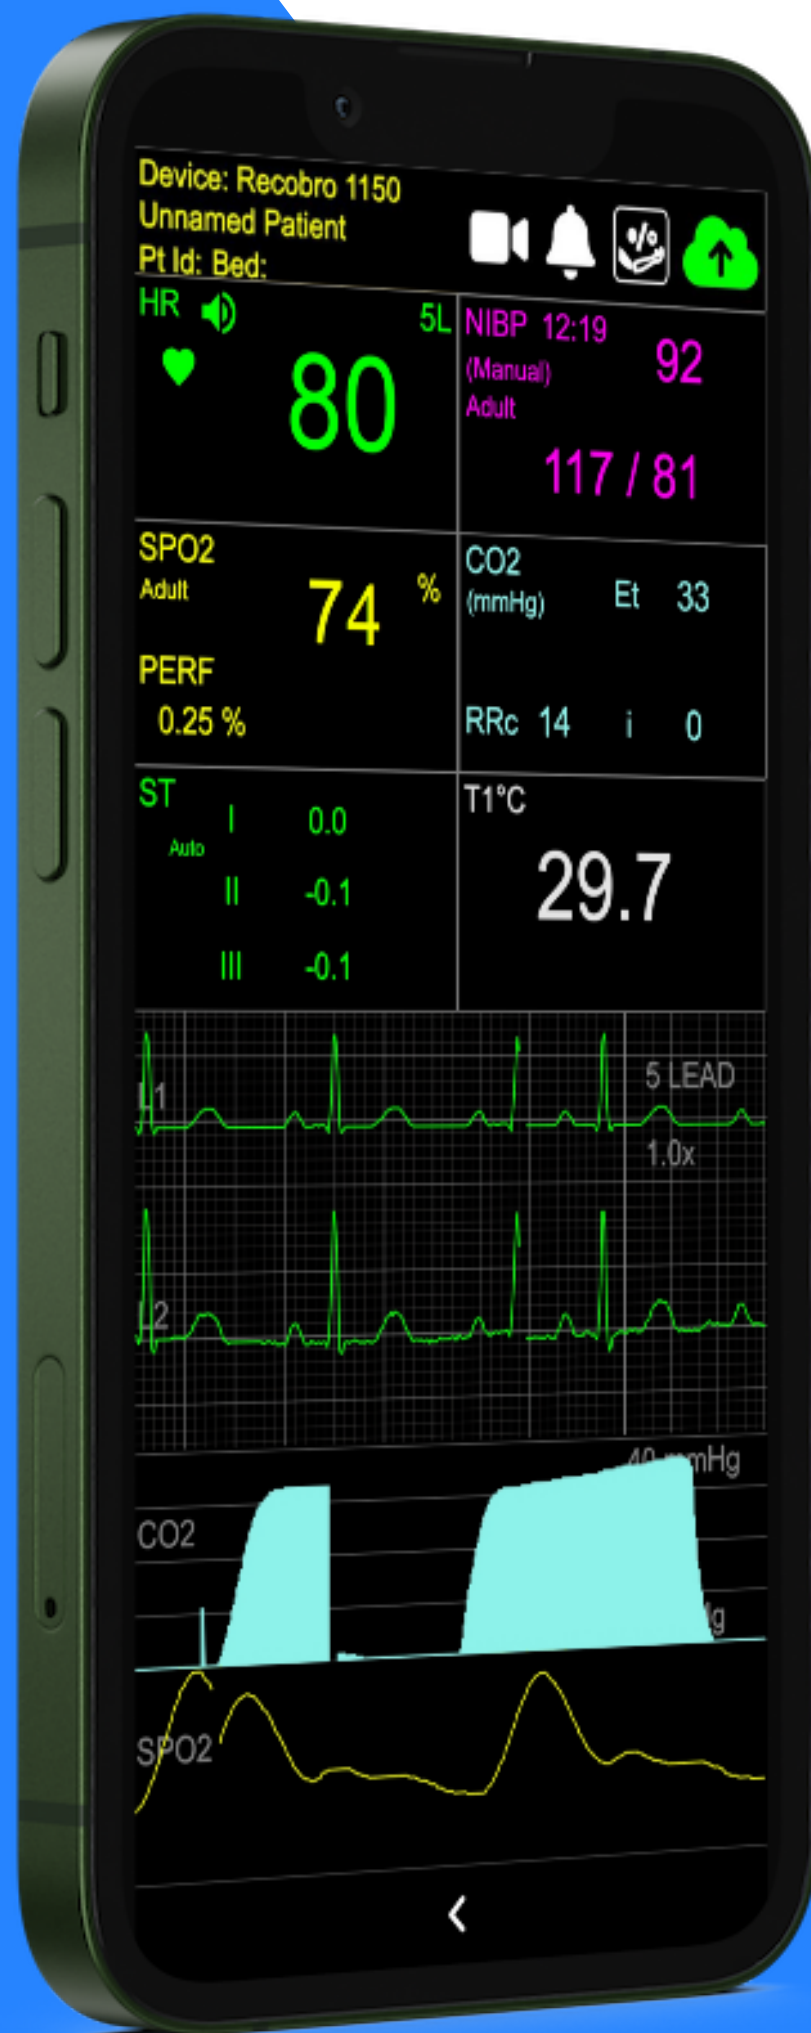 Device: Recobro 1150
Unnamed Patient
Pt Id: Bed:
HR
5L
80
NIBP 12:19
(Manual)
92
Adult
117 / 81
SPO2
Adult
74 %
PERF
0.25 %
CO2
(mmHg)
Et 33
RRc 14 i 0
ST
Auto
I 0.0
II -0.1
III -0.1
T1°C
29.7
L1
5 LEAD
1.0x
L2
40 mmHg
CO2
SPO2